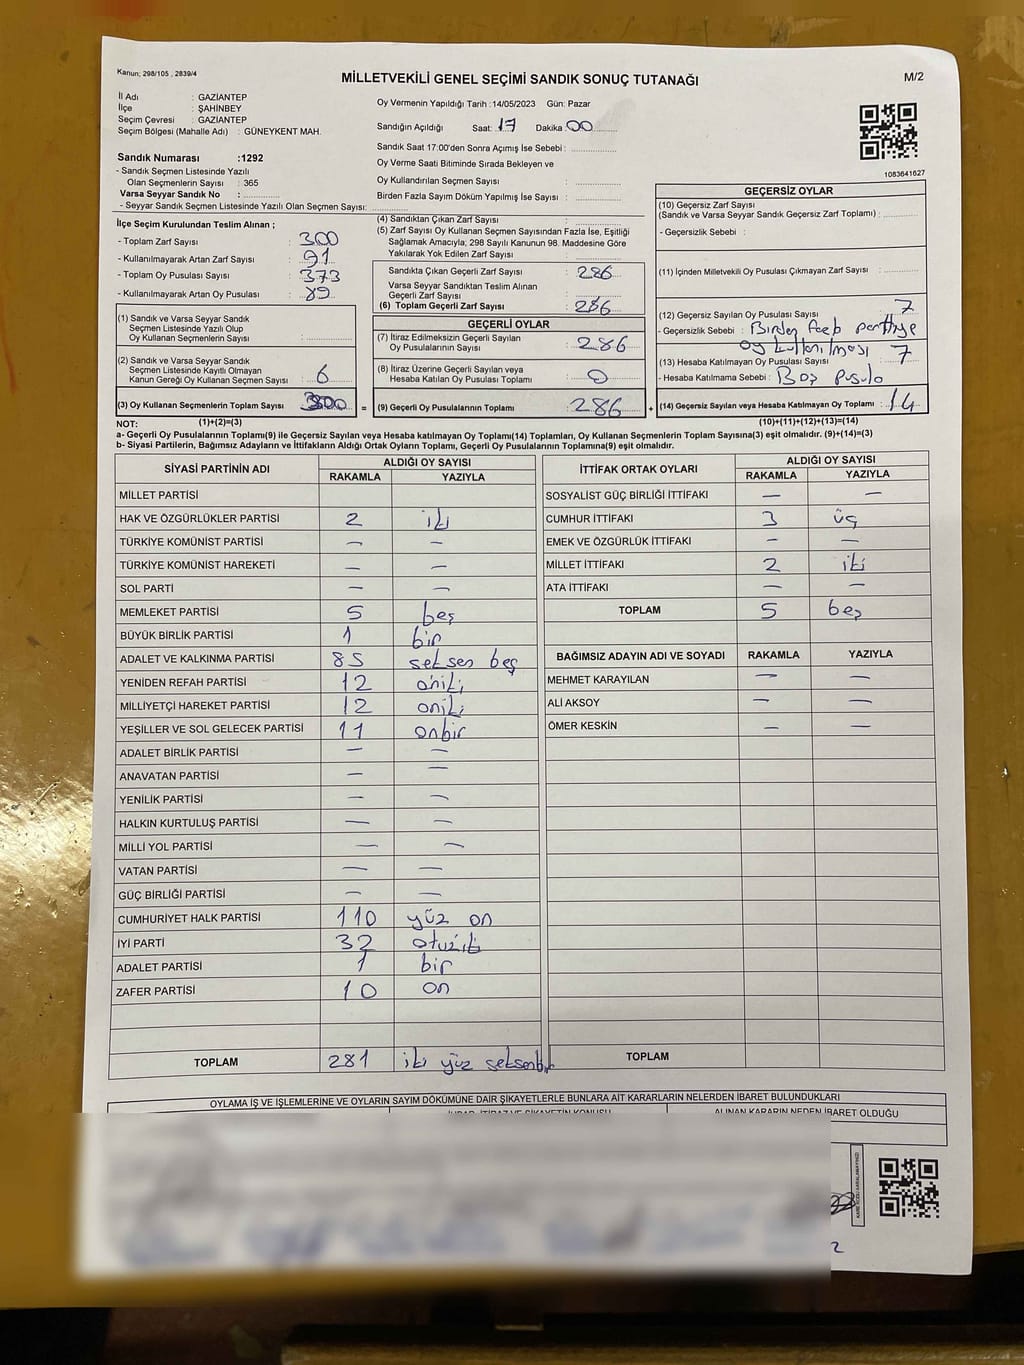 Kanun; 298/105 , 2839/4
MİLLETVEKİLİ GENEL SEÇİMİ SANDIK SONUÇ TUTANAĞI
M/2
İl Adı : GAZİANTEP
İlçe : ŞAHİNBEY
Seçim Çevresi : GAZİANTEP
Seçim Bölgesi (Mahalle Adı) : GÜNEYKENT MAH.
Sandık Numarası :1292
- Sandık Seçmen Listesinde Yazılı
Olan Seçmenlerin Sayısı : 365
Varsa Seyyar Sandık No :
- Seyyar Sandık Seçmen Listesinde Yazılı Olan Seçmen Sayısı:
Oy Vermenin Yapıldığı Tarih :14/05/2023 Gün: Pazar
Sandığın Açıldığı Saat: 17 Dakika 00
Sandık Saat 17:00'den Sonra Açımış İse Sebebi :
Oy Verme Saati Bitiminde Sırada Bekleyen ve
Oy Kullandırılan Seçmen Sayısı :
Birden Fazla Sayım Döküm Yapılmış İse Sayısı :
1083641627
İlçe Seçim Kurulundan Teslim Alınan ;
- Toplam Zarf Sayısı : 300
- Kullanılmayarak Artan Zarf Sayısı : 91
- Toplam Oy Pusulası Sayısı : 373
- Kullanılmayarak Artan Oy Pusulası : 89
(1) Sandık ve Varsa Seyyar Sandık
Seçmen Listesinde Yazılı Olup
Oy Kullanan Seçmenlerin Sayısı :
(2) Sandık ve Varsa Seyyar Sandık
Seçmen Listesinde Kayıtlı Olmayan
Kanun Gereği Oy Kullanan Seçmen Sayısı : 6
(3) Oy Kullanan Seçmenlerin Toplam Sayısı : 300 =
(4) Sandıktan Çıkan Zarf Sayısı :
(5) Zarf Sayısı Oy Kullanan Seçmen Sayısından Fazla İse, Eşitliği
Sağlamak Amacıyla; 298 Sayılı Kanunun 98. Maddesine Göre
Yakılarak Yok Edilen Zarf Sayısı :
Sandıkta Çıkan Geçerli Zarf Sayısı : 286
Varsa Seyyar Sandıktan Teslim Alınan
Geçerli Zarf Sayısı :
(6) Toplam Geçerli Zarf Sayısı : 286
GEÇERLİ OYLAR
(7) İtiraz Edilmeksizin Geçerli Sayılan
Oy Pusulalarının Sayısı : 286
(8) İtiraz Üzerine Geçerli Sayılan veya
Hesaba Katılan Oy Pusulası Toplamı : 0
(9) Geçerli Oy Pusulalarının Toplamı : 286 +
GEÇERSİZ OYLAR
(10) Geçersiz Zarf Sayısı
(Sandık ve Varsa Seyyar Sandık Geçersiz Zarf Toplamı) :
- Geçersizlik Sebebi :
(11) İçinden Milletvekili Oy Pusulası Çıkmayan Zarf Sayısı :
(12) Geçersiz Sayılan Oy Pusulası Sayısı : 7
- Geçersizlik Sebebi : Birden partiye
oy kullanılması
(13) Hesaba Katılmayan Oy Pusulası Sayısı : 7
- Hesaba Katılmama Sebebi : Boş Pusula
(14) Geçersiz Sayılan veya Hesaba Katılmayan Oy Toplamı : 14
NOT: (1)+(2)=(3) (10)+(11)+(12)+(13)=(14)
a- Geçerli Oy Pusulalarının Toplamı(9) ile Geçersiz Sayılan veya Hesaba katılmayan Oy Toplamı(14) Toplamları, Oy Kullanan Seçmenlerin Toplam Sayısına(3) eşit olmalıdır. (9)+(14)=(3)
b- Siyasi Partilerin, Bağımsız Adayların ve İttifakların Aldığı Ortak Oyların Toplamı, Geçerli Oy Pusulalarının Toplamına(9) eşit olmalıdır.
SİYASİ PARTİNİN ADI ALDIĞI OY SAYISI
RAKAMLA YAZIYLA
MİLLET PARTİSİ
HAK VE ÖZGÜRLÜKLER PARTİSİ 2 iki
TÜRKİYE KOMÜNİST PARTİSİ — —
TÜRKİYE KOMÜNİST HAREKETİ — —
SOL PARTİ — —
MEMLEKET PARTİSİ 5 beş
BÜYÜK BİRLİK PARTİSİ 1 bir
ADALET VE KALKINMA PARTİSİ 85 seksen beş
YENİDEN REFAH PARTİSİ 12 oniki
MİLLİYETÇİ HAREKET PARTİSİ 12 oniki
YEŞİLLER VE SOL GELECEK PARTİSİ 11 onbir
ADALET BİRLİK PARTİSİ — —
ANAVATAN PARTİSİ — —
YENİLİK PARTİSİ — —
HALKIN KURTULUŞ PARTİSİ — —
MİLLİ YOL PARTİSİ — —
VATAN PARTİSİ — —
GÜÇ BİRLİĞİ PARTİSİ — —
CUMHURİYET HALK PARTİSİ 110 yüz on
İYİ PARTİ 32 otuziki
ADALET PARTİSİ 1 bir
ZAFER PARTİSİ 10 on
TOPLAM 281 iki yüz seksenbir
İTTİFAK ORTAK OYLARI ALDIĞI OY SAYISI
RAKAMLA YAZIYLA
SOSYALİST GÜÇ BİRLİĞİ İTTİFAKI — —
CUMHUR İTTİFAKI 3 üç
EMEK VE ÖZGÜRLÜK İTTİFAKI — —
MİLLET İTTİFAKI 2 iki
ATA İTTİFAKI — —
TOPLAM 5 beş
BAĞIMSIZ ADAYIN ADI VE SOYADI RAKAMLA YAZIYLA
MEHMET KARAYILAN — —
ALİ AKSOY — —
ÖMER KESKİN — —
TOPLAM
OYLAMA İŞ VE İŞLEMLERİNE VE OYLARIN SAYIM DÖKÜMÜNE DAİR ŞİKAYETLERLE BUNLARA AİT KARARLARIN NELERDEN İBARET BULUNDUKLARI
ALINAN KARARIN NEDEN İBARET OLDUĞU
2